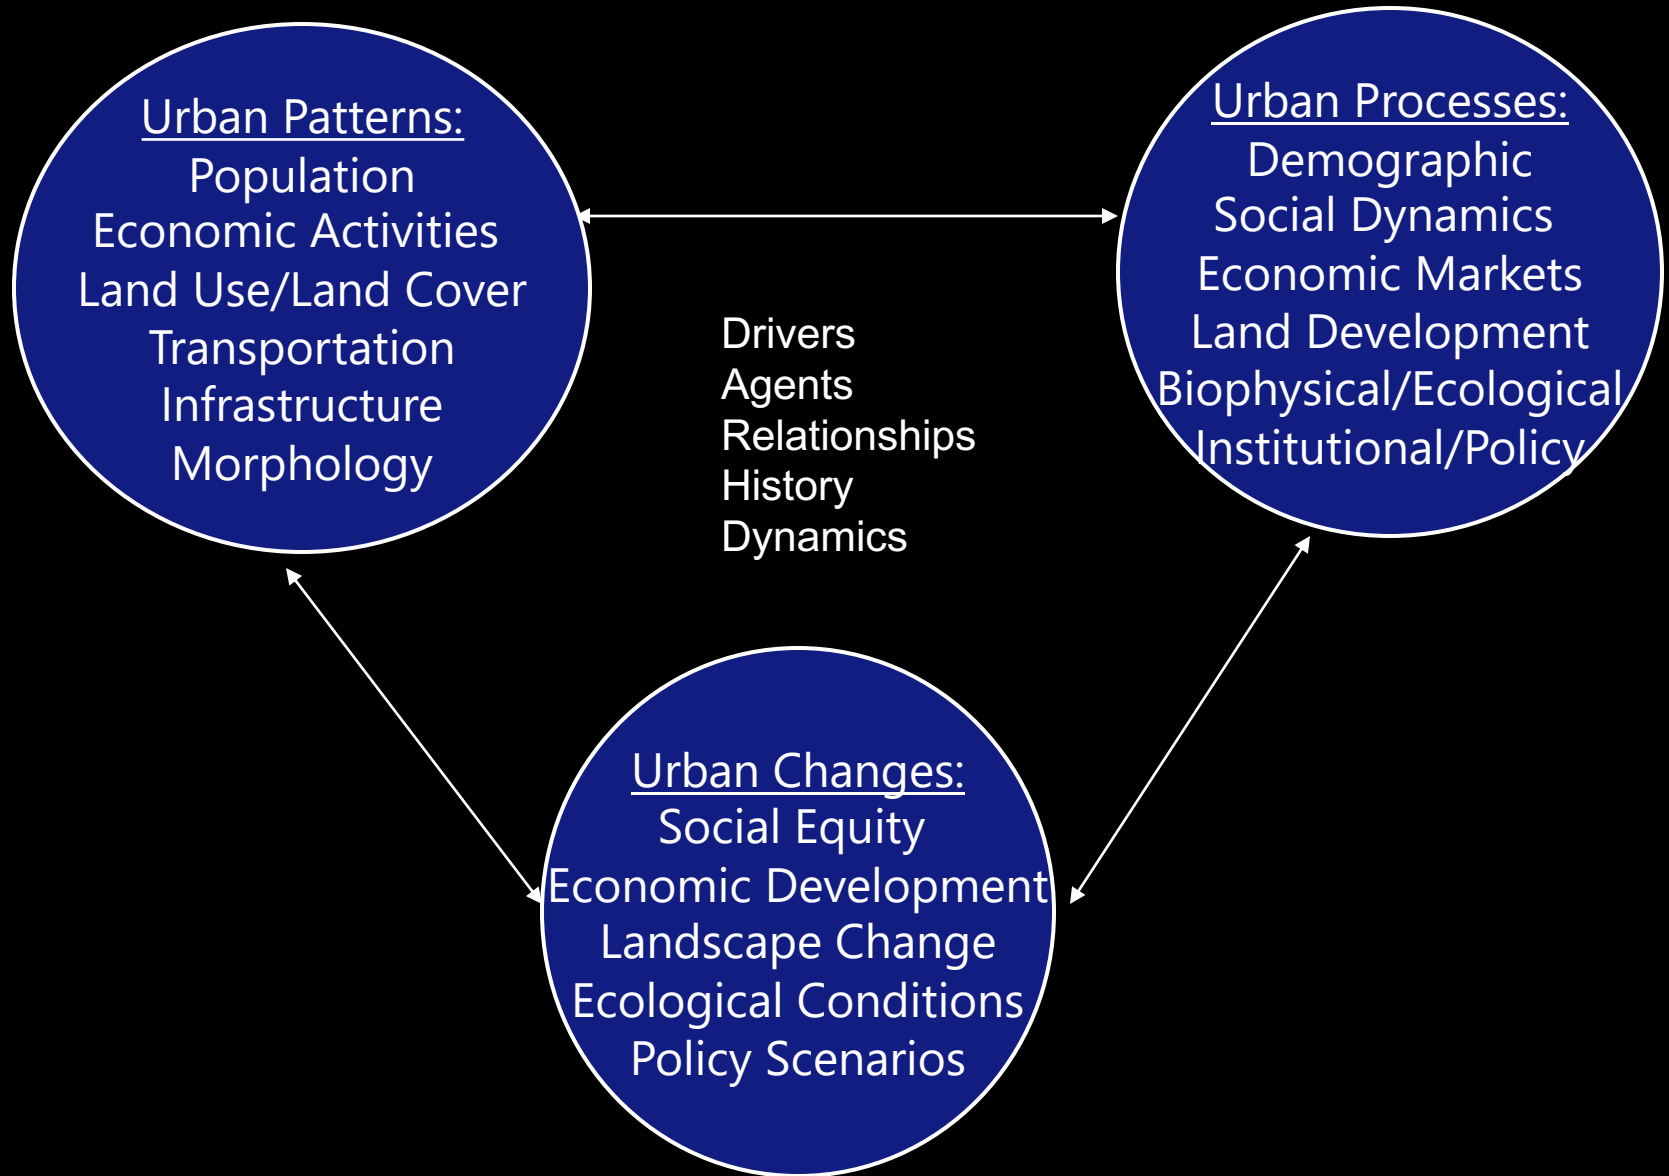 Urban Patterns:
Population
Economic Activities
Land Use/Land Cover
Transportation
Infrastructure
Morphology
Urban Processes:
Demographic
Social Dynamics
Economic Markets
Land Development
Biophysical/Ecological
Institutional/Policy
Drivers
Agents
Relationships
History
Dynamics
Urban Changes:
Social Equity
Economic Development
Landscape Change
Ecological Conditions
Policy Scenarios